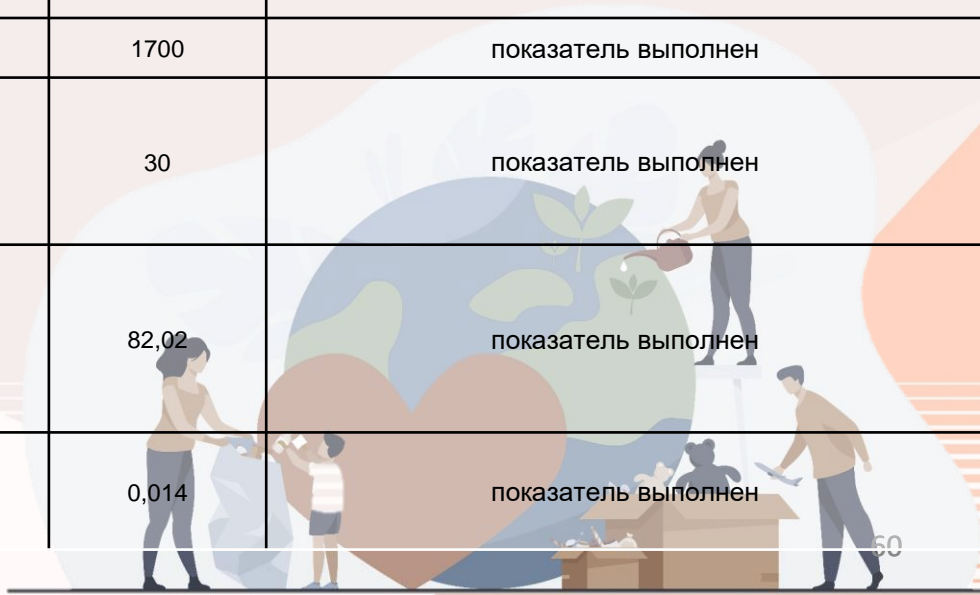 1700 показатель выполнен
30 показатель выполнен
82,02 показатель выполнен
0,014 показатель выполнен
60